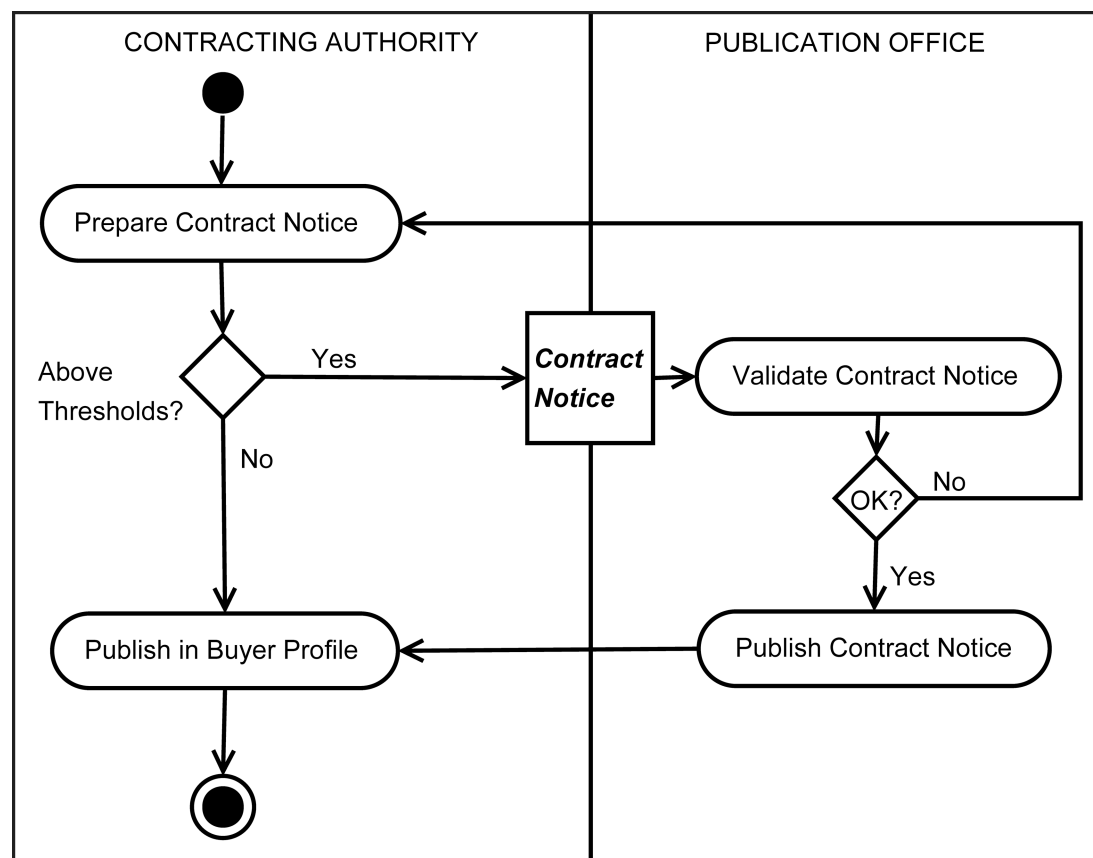 CONTRACTING AUTHORITY
PUBLICATION OFFICE
Prepare Contract Notice
Above
Thresholds?
Yes
Contract
Notice
Validate Contract Notice
No
OK?
No
Yes
Publish in Buyer Profile
Publish Contract Notice